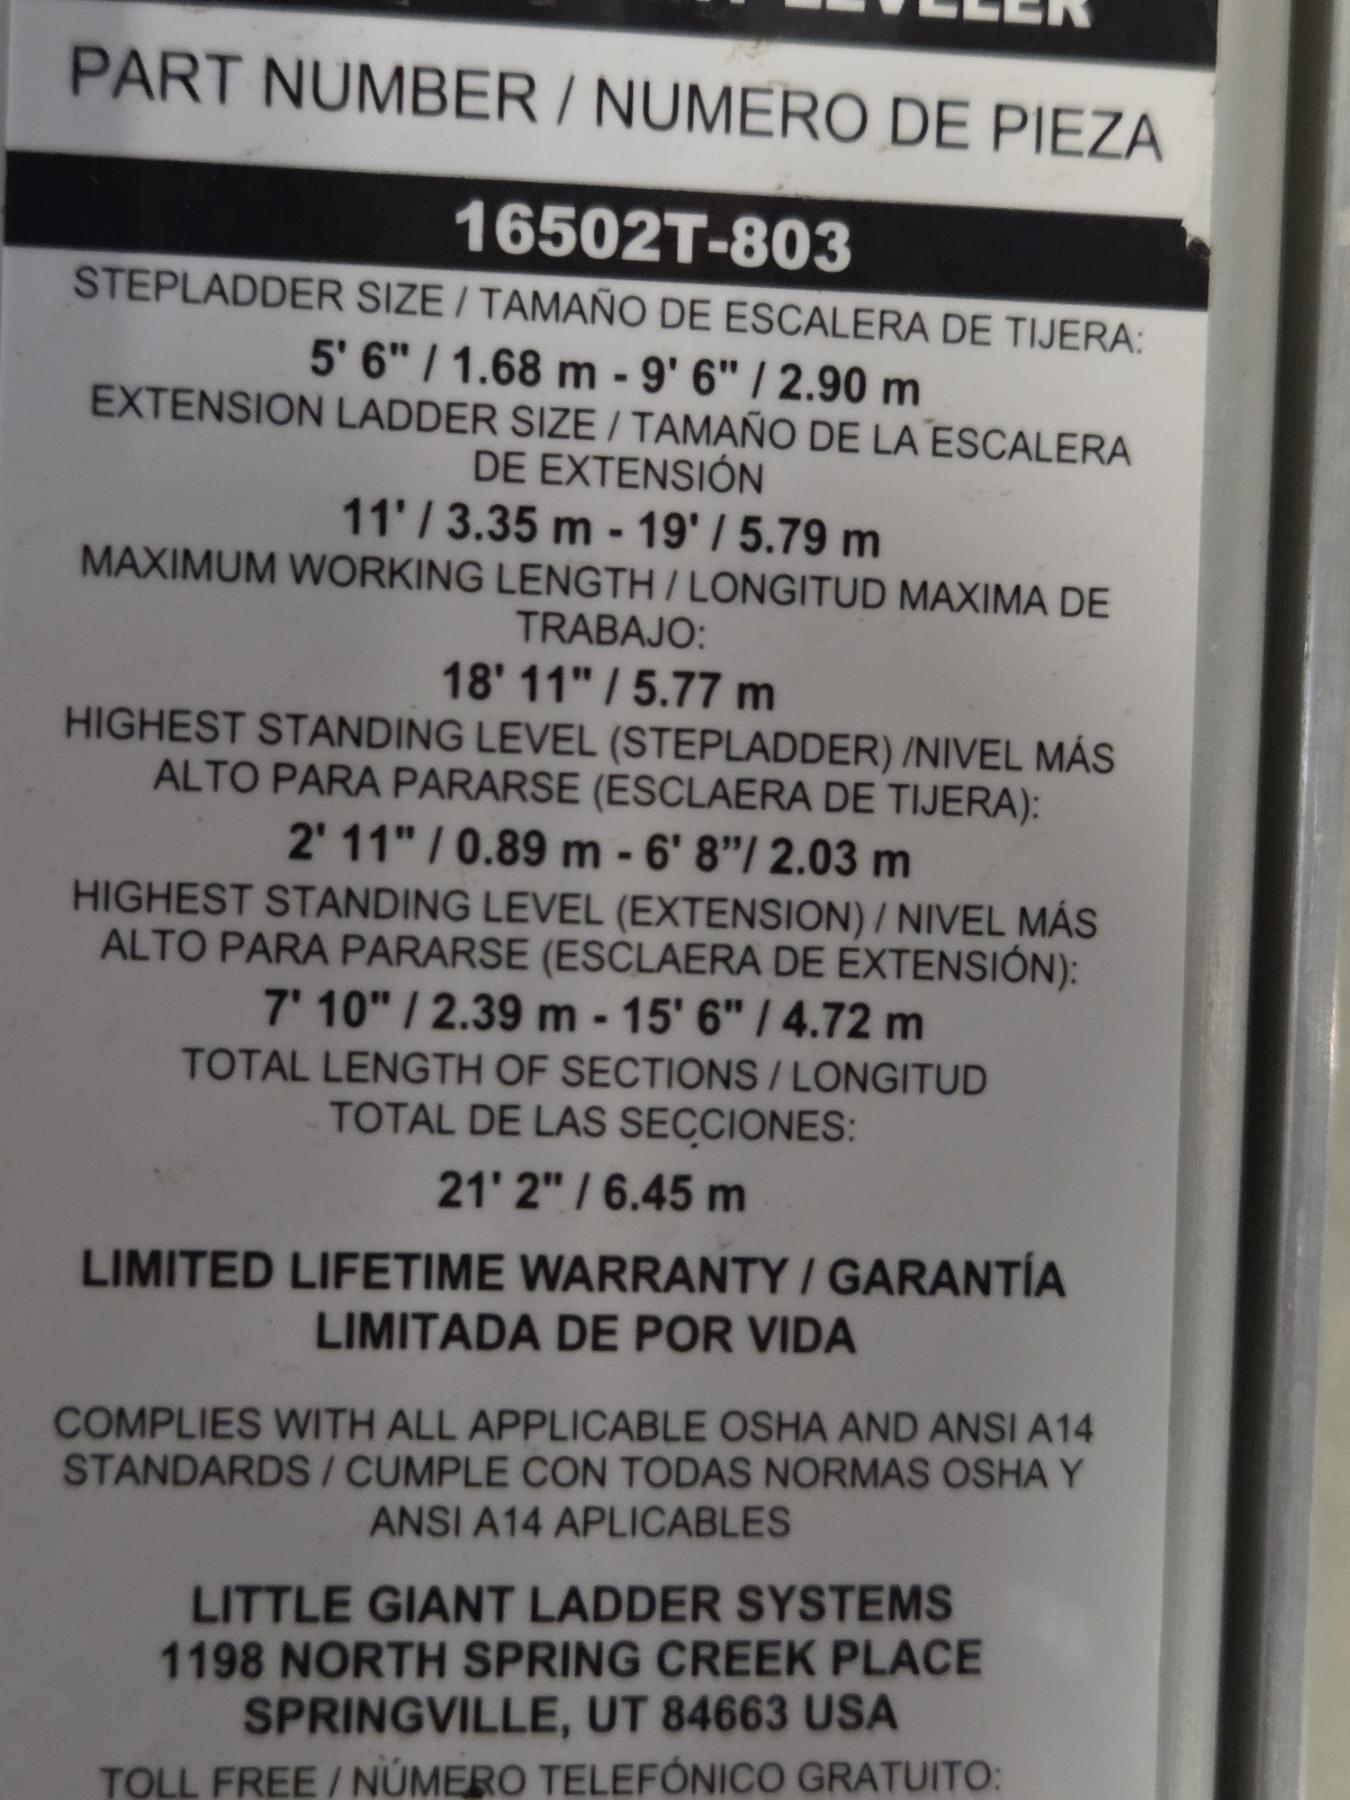 LEVELER
PART NUMBER / NUMERO DE PIEZA
16502T-803
STEPLADDER SIZE / TAMAÑO DE ESCALERA DE TIJERA:
5' 6" / 1.68 m - 9' 6" / 2.90 m
EXTENSION LADDER SIZE / TAMAÑO DE LA ESCALERA
DE EXTENSIÓN
11' / 3.35 m - 19' / 5.79 m
MAXIMUM WORKING LENGTH / LONGITUD MAXIMA DE
TRABAJO:
18' 11" / 5.77 m
HIGHEST STANDING LEVEL (STEPLADDER) /NIVEL MÁS
ALTO PARA PARARSE (ESCLAERA DE TIJERA):
2' 11" / 0.89 m - 6' 8”/ 2.03 m
HIGHEST STANDING LEVEL (EXTENSION) / NIVEL MÁS
ALTO PARA PARARSE (ESCLAERA DE EXTENSIÓN):
7' 10" / 2.39 m - 15' 6" / 4.72 m
TOTAL LENGTH OF SECTIONS / LONGITUD
TOTAL DE LAS SECCIONES:
21' 2" / 6.45 m
LIMITED LIFETIME WARRANTY / GARANTÍA
LIMITADA DE POR VIDA
COMPLIES WITH ALL APPLICABLE OSHA AND ANSI A14
STANDARDS / CUMPLE CON TODAS NORMAS OSHA Y
ANSI A14 APLICABLES
LITTLE GIANT LADDER SYSTEMS
1198 NORTH SPRING CREEK PLACE
SPRINGVILLE, UT 84663 USA
TOLL FREE / NÚMERO TELEFÓNICO GRATUITO: